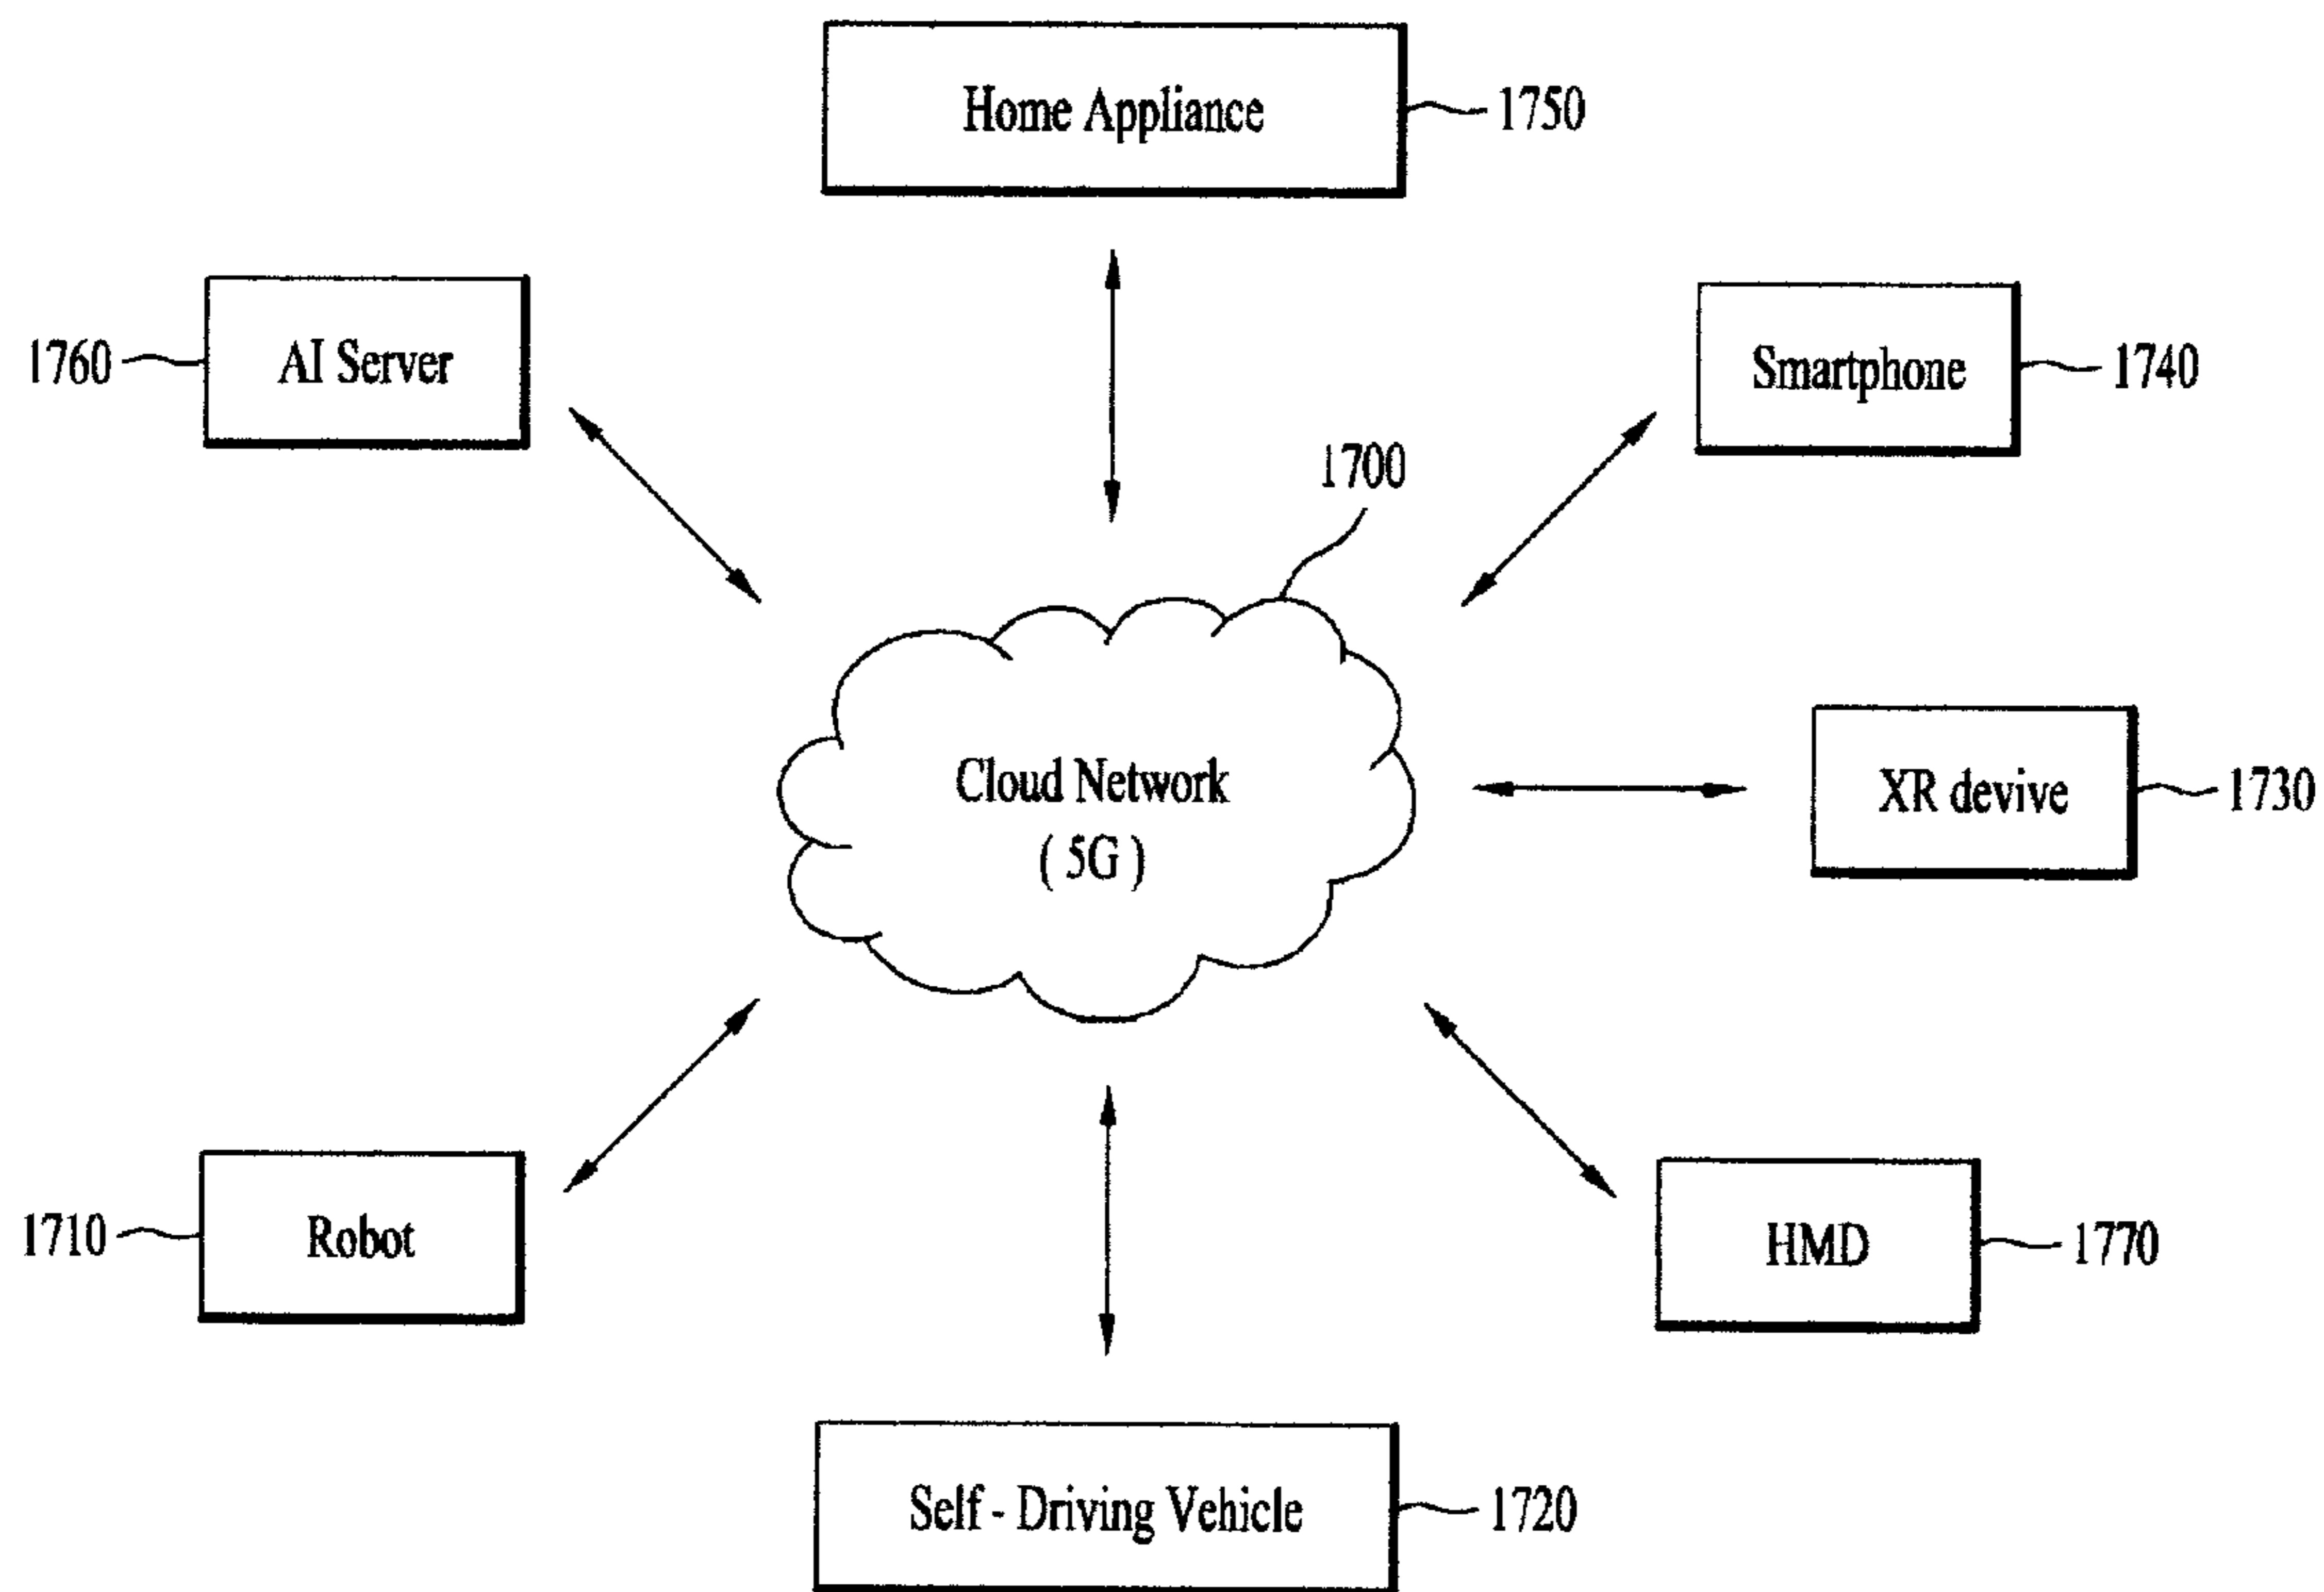 Home Appliance
1750
1760
AI Server
Smartphone
1740
1700
Cloud Network
( 5G )
XR devive
1730
1710
Robot
HMD
1770
Self - Driving Vehicle
1720